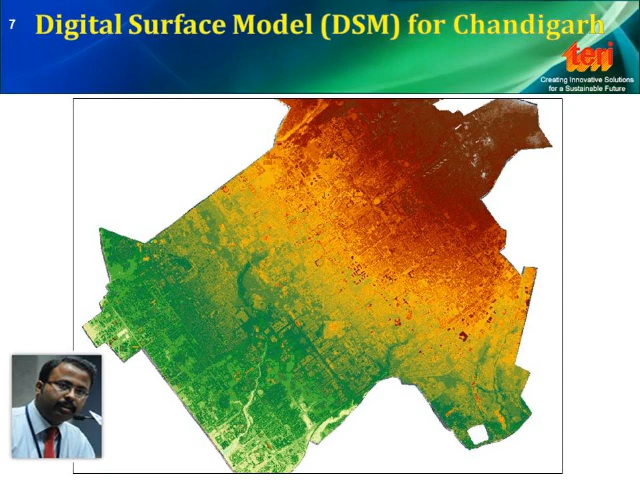 7
Digital Surface Model (DSM) for Chandigarh
teri
Creating Innovative Solutions
for a Sustainable Future